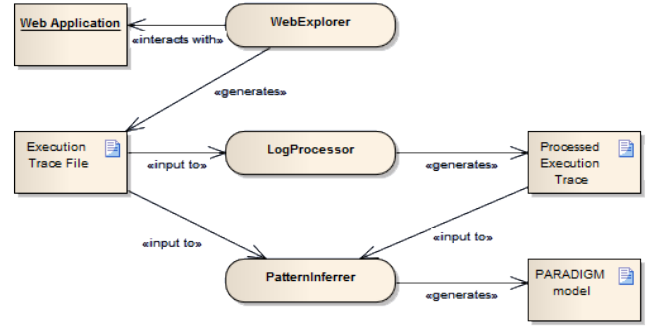 Web Application
WebExplorer
«interacts with»
«generates»
Execution
Trace File
«input to»
LogProcessor
«generates»
Processed
Execution
Trace
«input to»
«input to»
PatternInferrer
«generates»
PARADIGM
model